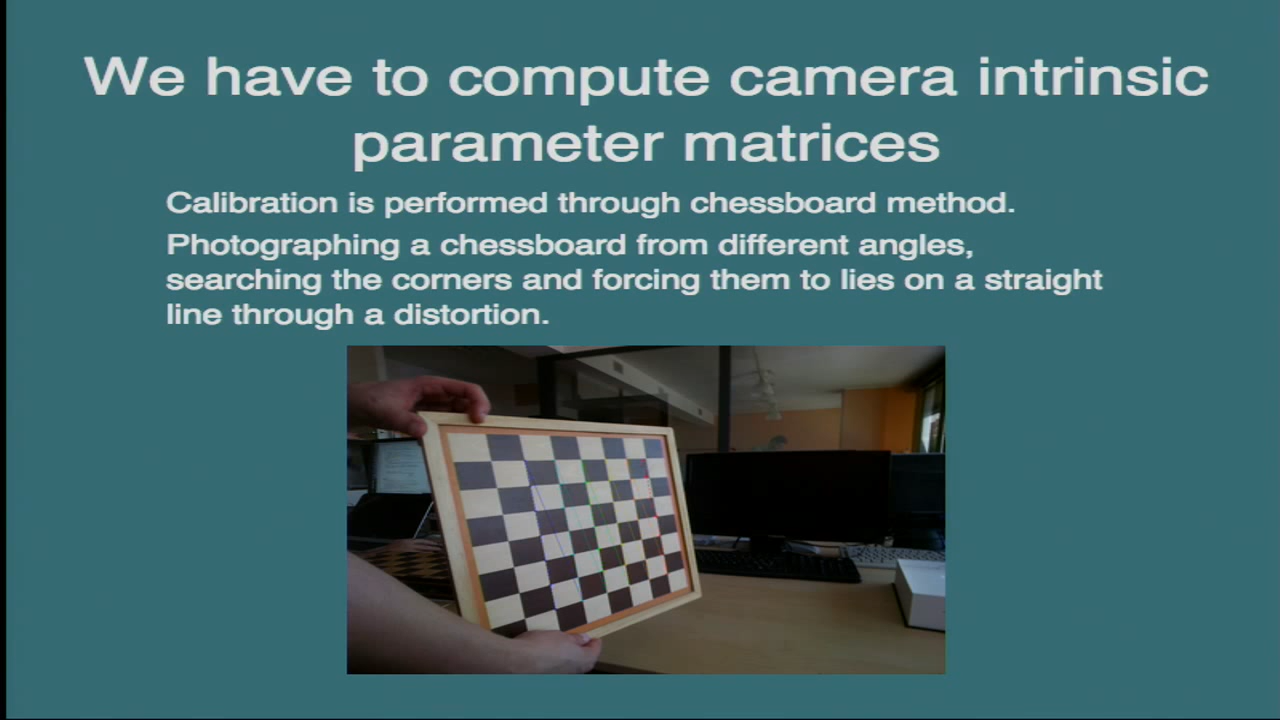 We have to compute camera intrinsic
parameter matrices
Calibration is performed through chessboard method.
Photographing a chessboard from different angles,
searching the corners and forcing them to lies on a straight
line through a distortion.